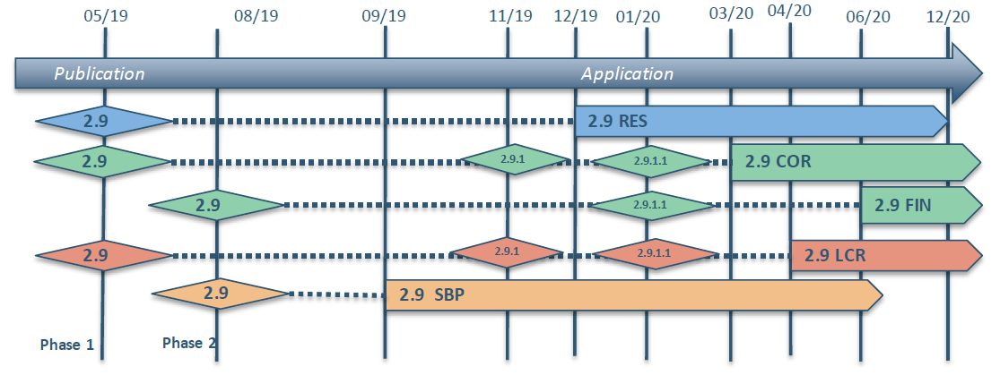 05/19 08/19 09/19 11/19 12/19 01/20 03/20 04/20 06/20 12/20
Publication Application
2.9 2.9 RES
2.9 2.9.1 2.9.1.1 2.9 COR
2.9 2.9.1.1 2.9 FIN
2.9 2.9.1 2.9.1.1 2.9 LCR
2.9 2.9 SBP
Phase 1 Phase 2